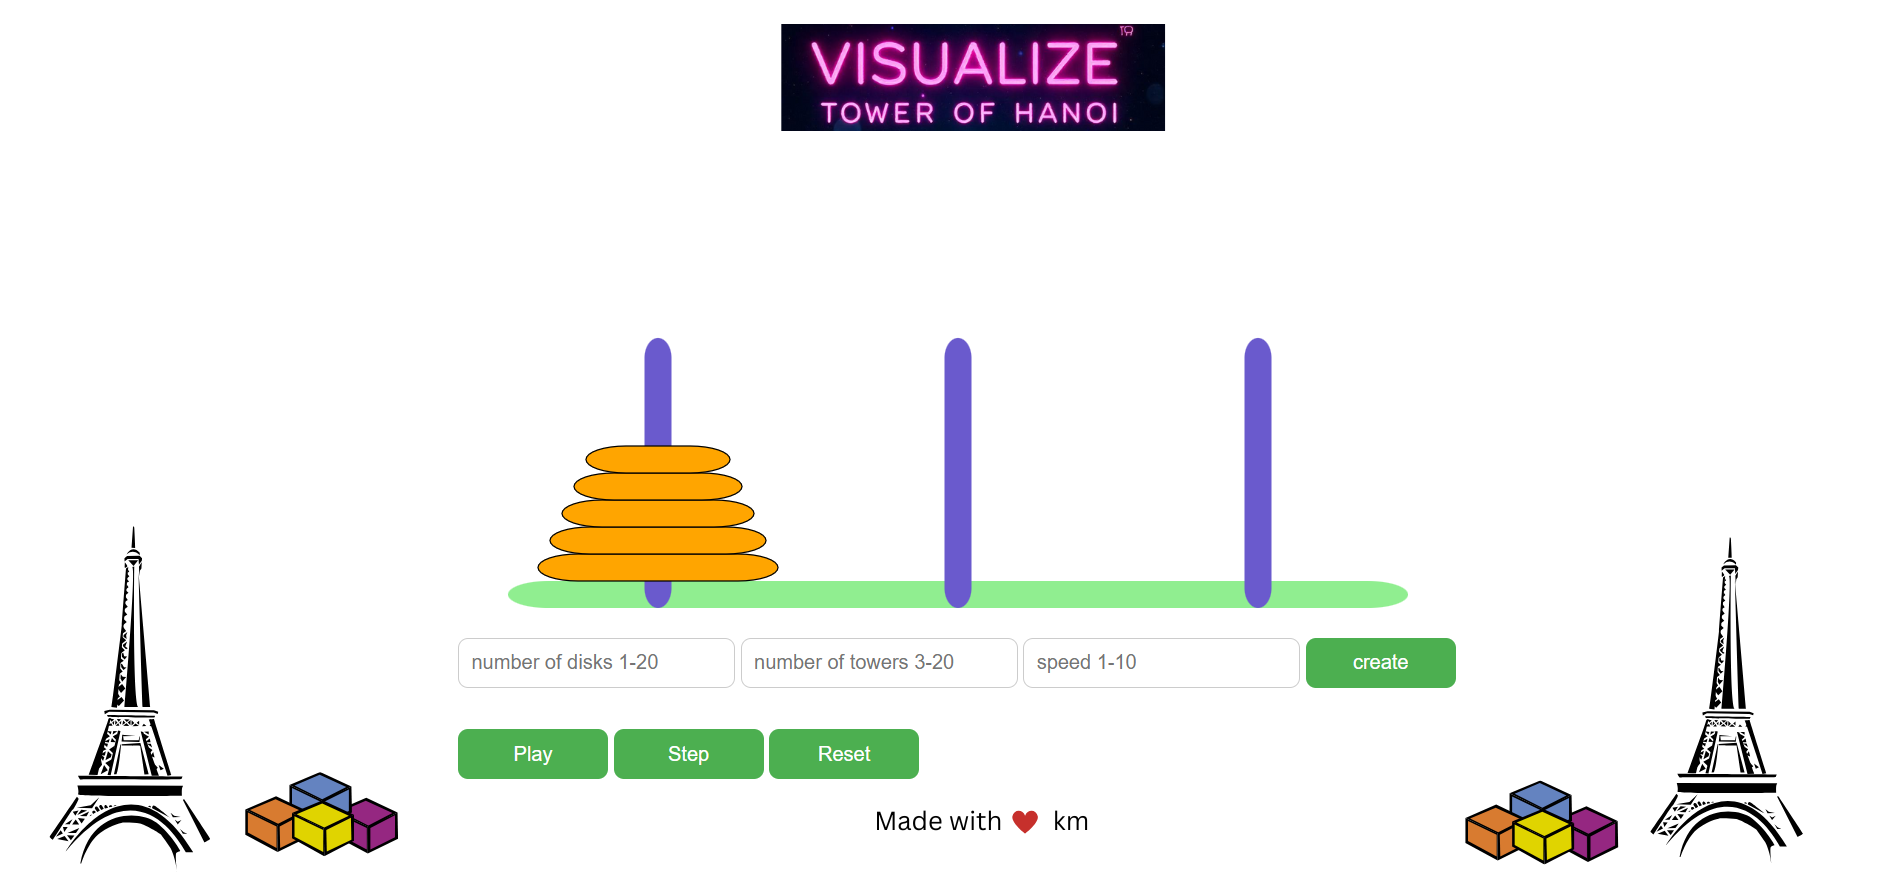 VISUALIZE
TOWER OF HANOI
number of disks 1-20
number of towers 3-20
speed 1-10
create
Play
Step
Reset
Made with ❤ km